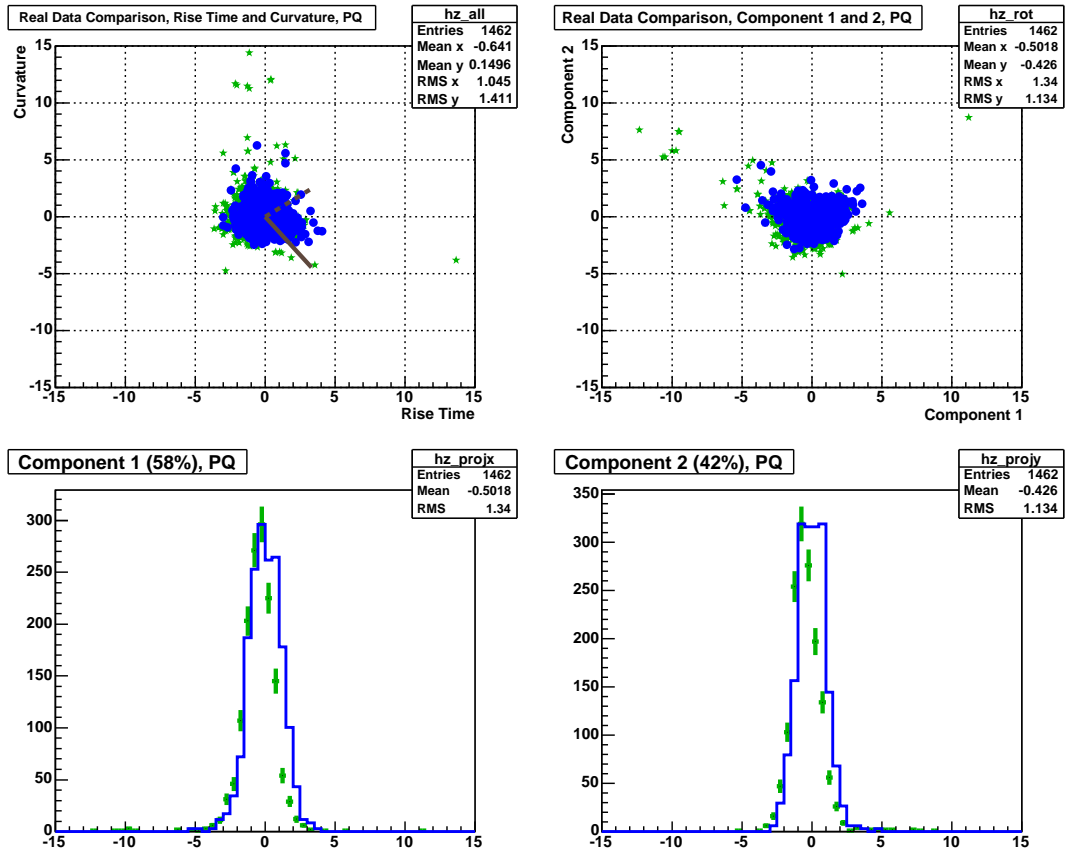 Real Data Comparison, Rise Time and Curvature, PQ
hz_all
Entries 1462
Mean x -0.641
Mean y 0.1496
RMS x 1.045
RMS y 1.411
Curvature
15
10
5
0
-5
-10
-15
-15 -10 -5 0 5 10 15
Rise Time
Real Data Comparison, Component 1 and 2, PQ
hz_rot
Entries 1462
Mean x -0.5018
Mean y -0.426
RMS x 1.34
RMS y 1.134
Component 2
15
10
5
0
-5
-10
-15
-15 -10 -5 0 5 10 15
Component 1
Component 1 (58%), PQ
hz_projx
Entries 1462
Mean -0.5018
RMS 1.34
300
250
200
150
100
50
0
-15 -10 -5 0 5 10 15
Component 2 (42%), PQ
hz_projy
Entries 1462
Mean -0.426
RMS 1.134
350
300
250
200
150
100
50
0
-15 -10 -5 0 5 10 15